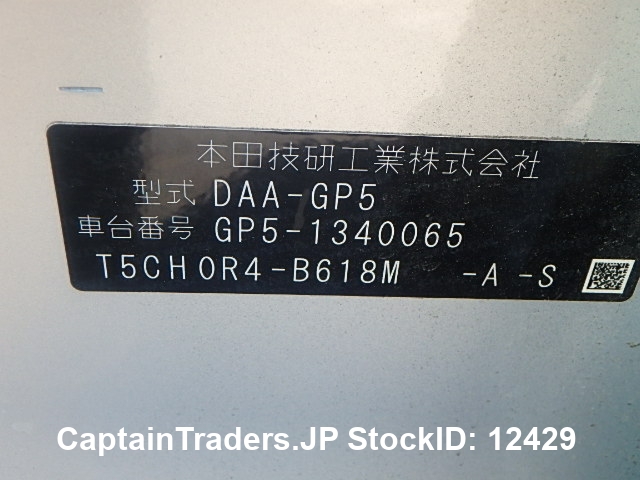 本田技研工業株式会社
型式 DAA-GP5
車台番号 GP5-1340065
T5CH0R4-B618M -A -S
CaptainTraders.JP StockID: 12429